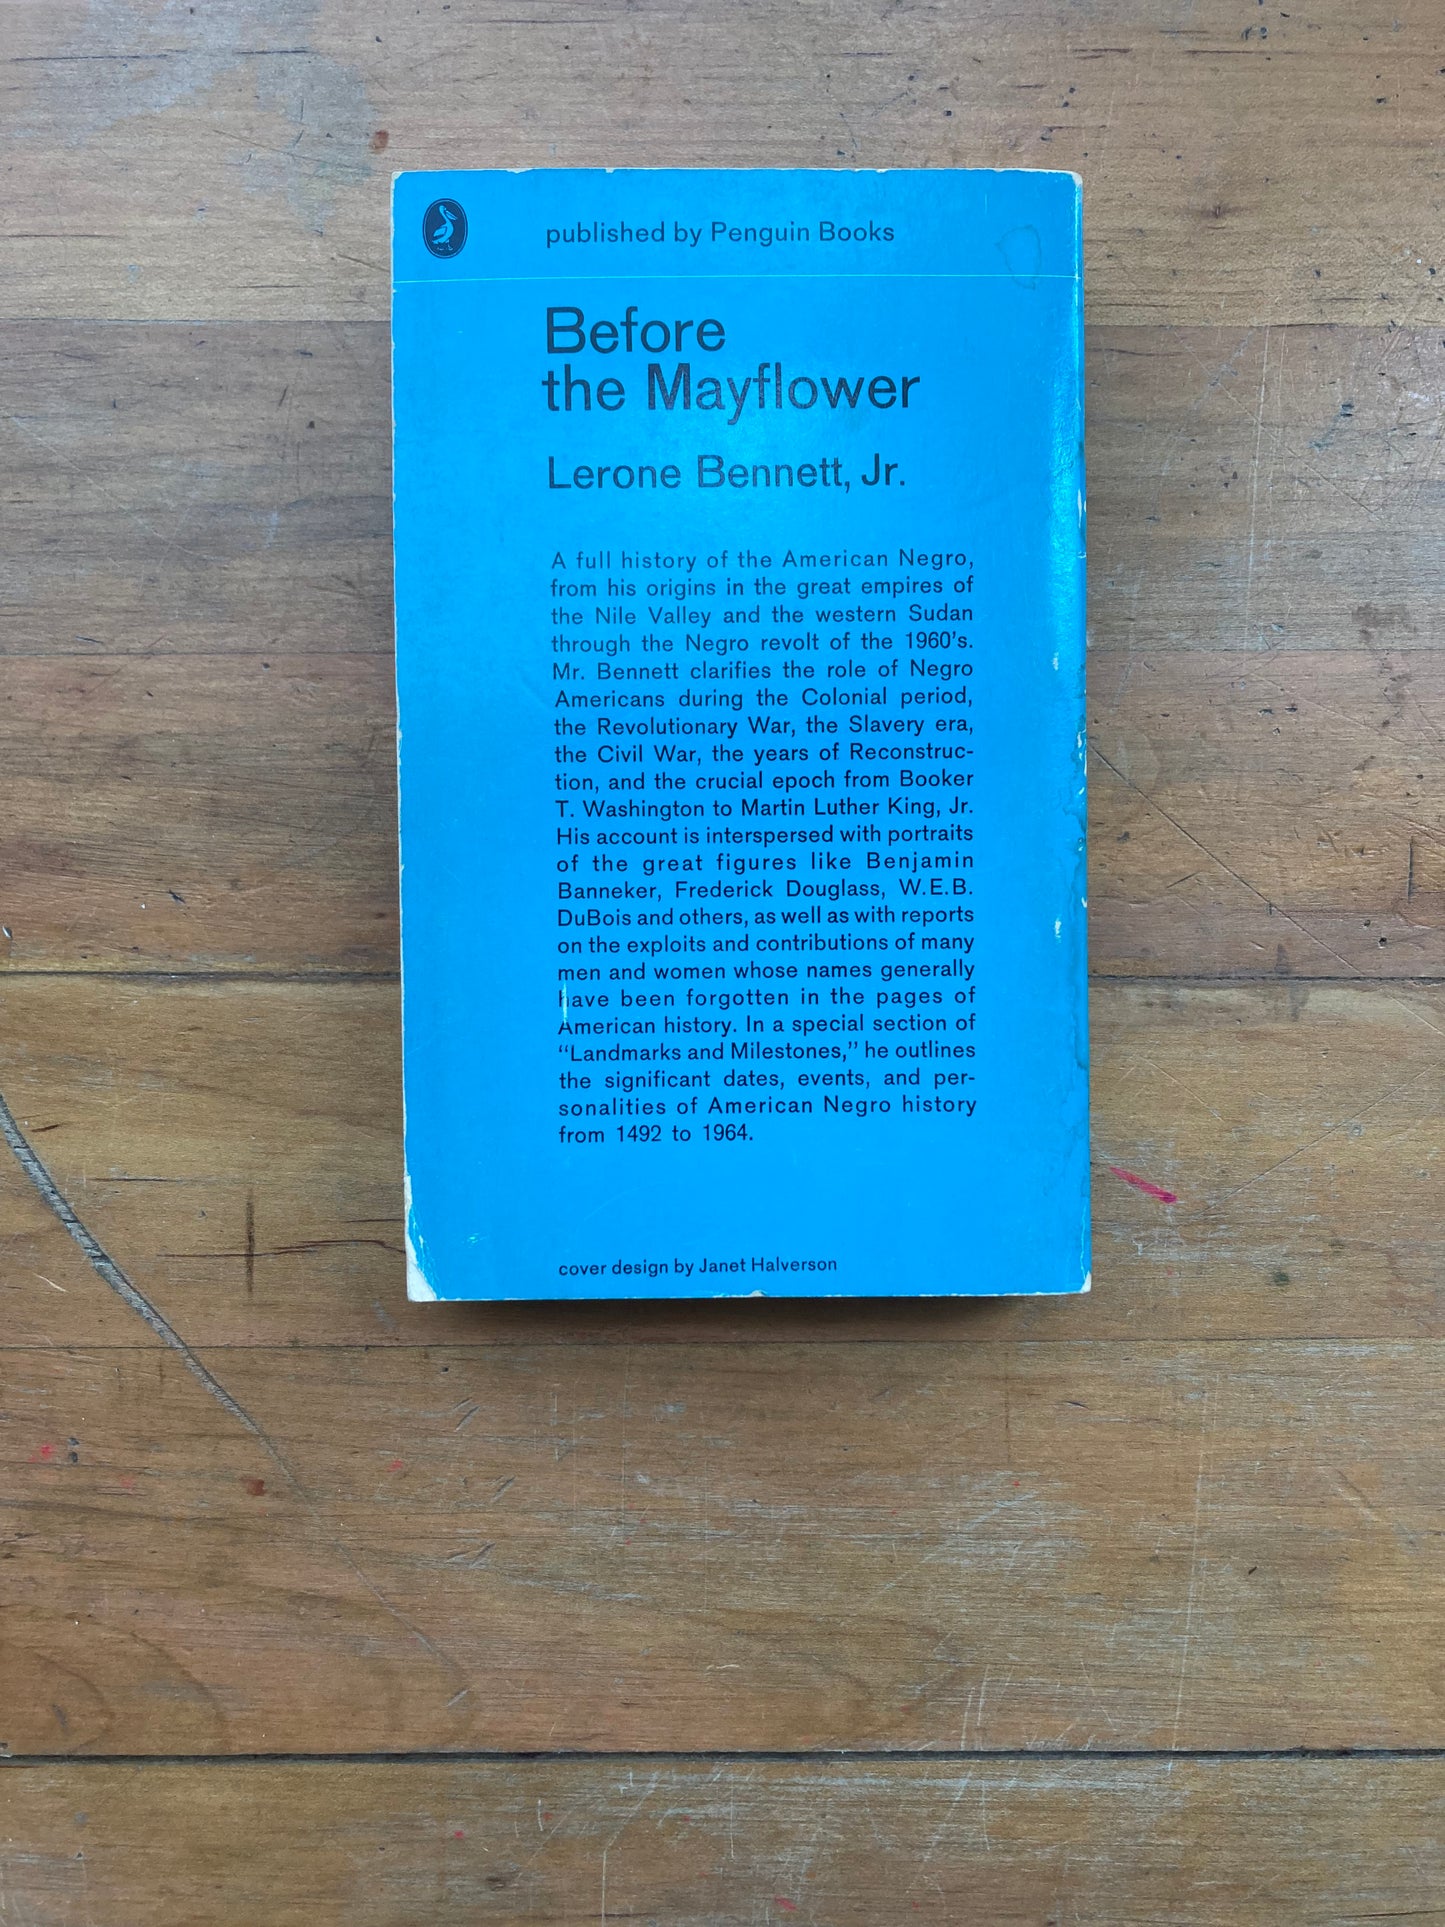 published by Penguin Books
Before
the Mayflower
Lerone Bennett, Jr.
A full history of the American Negro,
from his origins in the great empires of
the Nile Valley and the western Sudan
through the Negro revolt of the 1960's.
Mr. Bennett clarifies the role of Negro
Americans during the Colonial period,
the Revolutionary War, the Slavery era,
the Civil War, the years of Reconstruc-
tion, and the crucial epoch from Booker
T. Washington to Martin Luther King, Jr.
His account is interspersed with portraits
of the great figures like Benjamin
Banneker, Frederick Douglass, W.E.B.
DuBois and others, as well as with reports
on the exploits and contributions of many
men and women whose names generally
have been forgotten in the pages of
American history. In a special section of
“Landmarks and Milestones,” he outlines
the significant dates, events, and per-
sonalities of American Negro history
from 1492 to 1964.
cover design by Janet Halverson